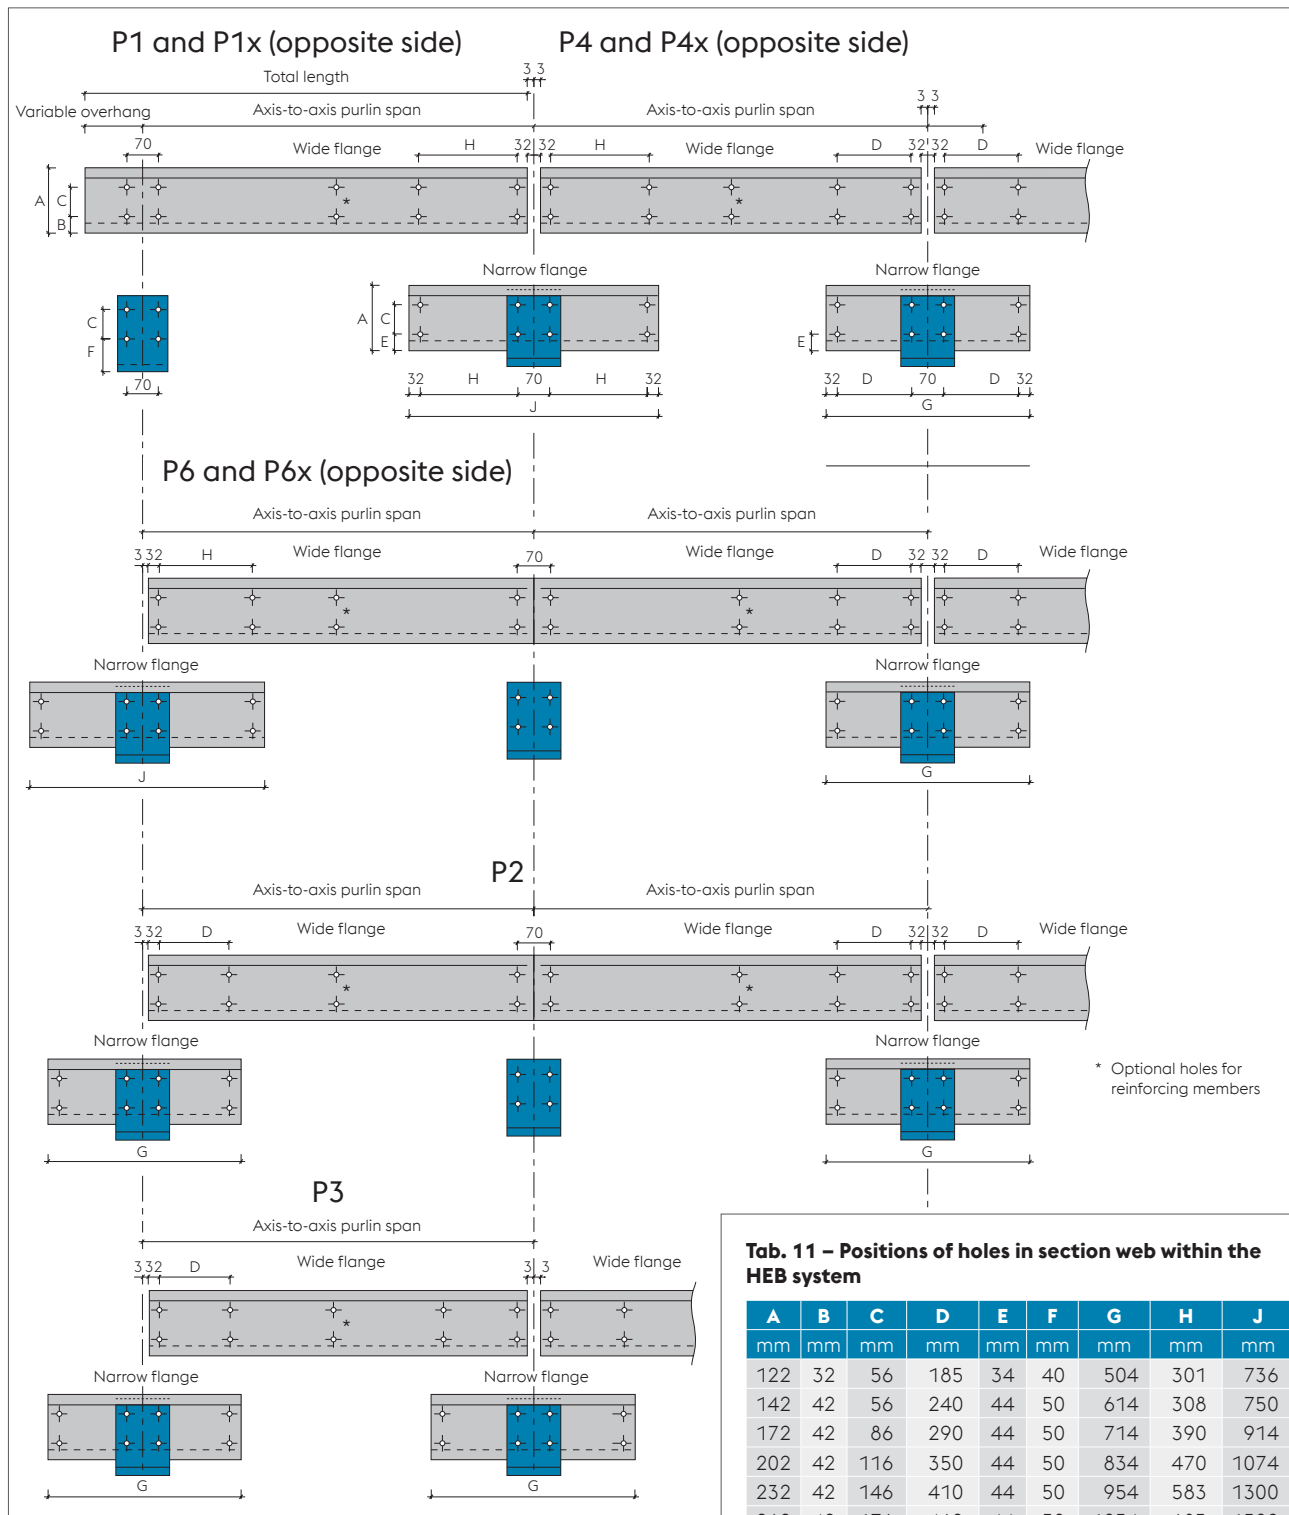 P1 and P1x (opposite side)
P4 and P4x (opposite side)
Total length
3 3
3 3
Variable overhang
Axis-to-axis purlin span
Axis-to-axis purlin span
70
Wide flange
H
32 32
H
Wide flange
D
32 32
D
Wide flange
A
C
B
*
*
Narrow flange
Narrow flange
C
F
A
C
E
E
70
32 H 70 H 32
32 D 70 D 32
J
G
P6 and P6x (opposite side)
Axis-to-axis purlin span
Axis-to-axis purlin span
3 32
H
Wide flange
70
Wide flange
D
32 32
D
Wide flange
*
*
Narrow flange
Narrow flange
J
G
P2
Axis-to-axis purlin span
Axis-to-axis purlin span
3 32
D
Wide flange
70
Wide flange
D
32 32
D
Wide flange
*
*
Narrow flange
Narrow flange
* Optional holes for
reinforcing members
G
G
P3
Axis-to-axis purlin span
3 32
D
Wide flange
3 3
Wide flange
*
Narrow flange
Narrow flange
G
G
Tab. 11 – Positions of holes in section web within the
HEB system
A B C D E F G H J
mm mm mm mm mm mm mm mm mm
122 32 56 185 34 40 504 301 736
142 42 56 240 44 50 614 308 750
172 42 86 290 44 50 714 390 914
202 42 116 350 44 50 834 470 1074
232 42 146 410 44 50 954 583 1300